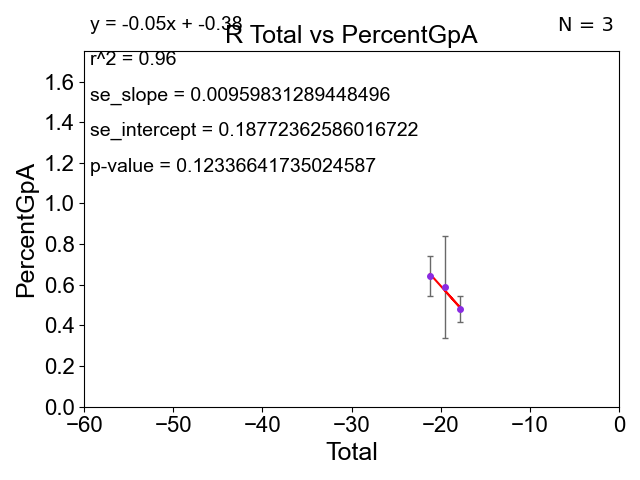 y = -0.05x + -0.38
N = 3
R Total vs PercentGpA
r^2 = 0.96
se_slope = 0.00959831289448496
se_intercept = 0.18772362586016722
p-value = 0.12336641735024587
PercentGpA
1.6
1.4
1.2
1.0
0.8
0.6
0.4
0.2
0.0
−60 −50 −40 −30 −20 −10 0
Total